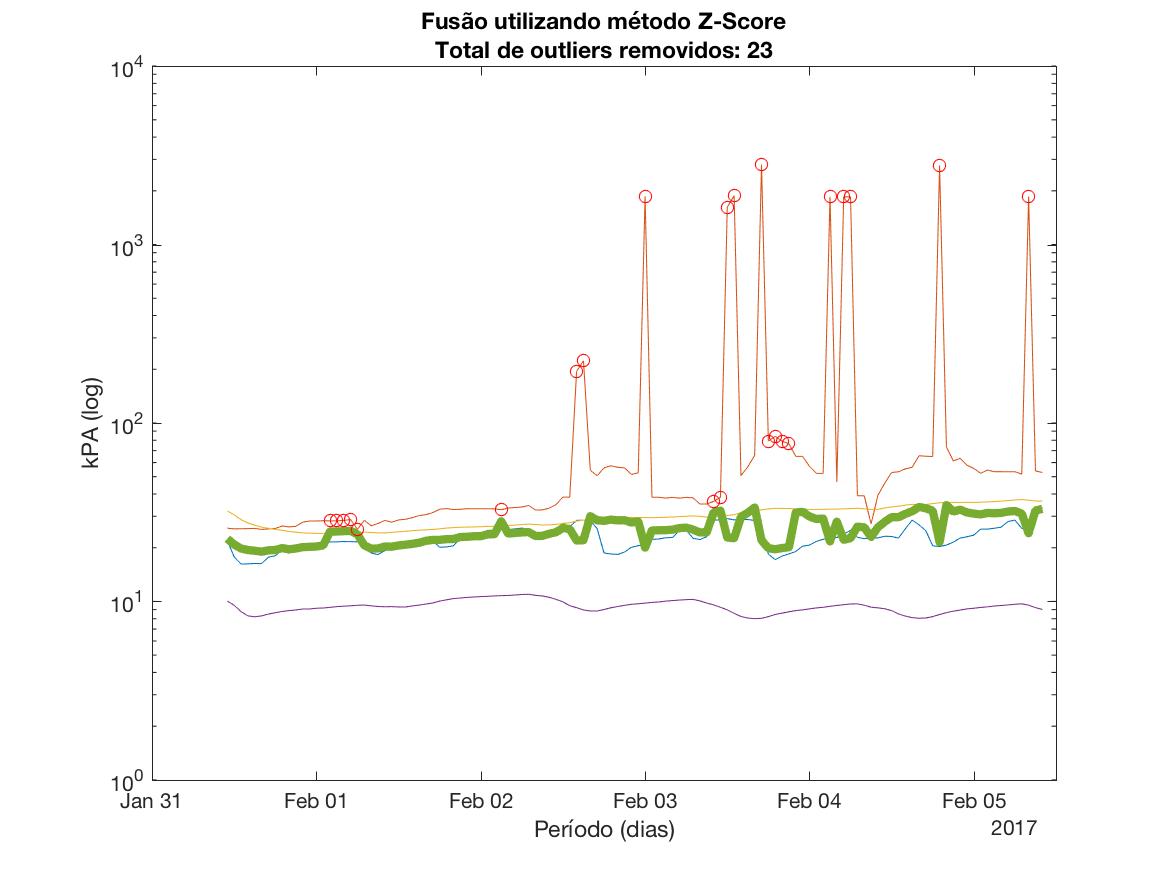 Fusão utilizando método Z-Score
Total de outliers removidos: 23
10^4
10^3
10^2
10^1
10^0
kPA (log)
Jan 31 Feb 01 Feb 02 Feb 03 Feb 04 Feb 05
Período (dias)
2017